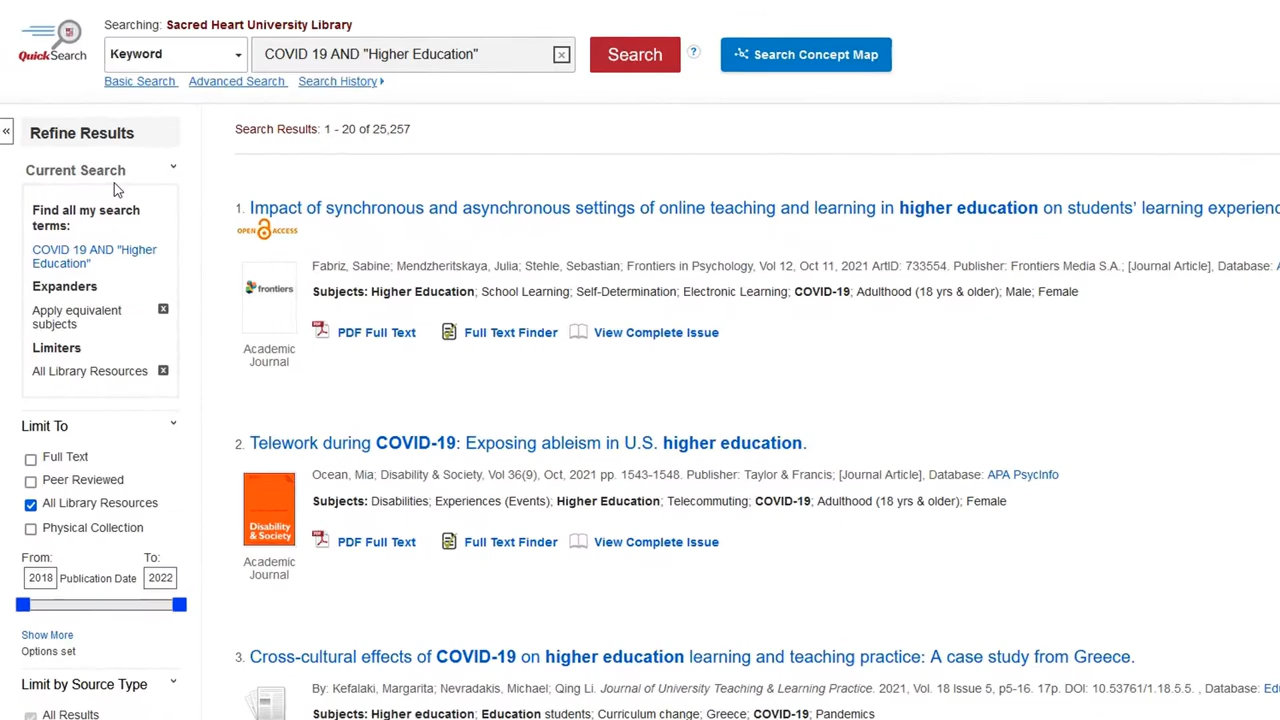 Searching: Sacred Heart University Library
QuickSearch
Keyword
COVID 19 AND "Higher Education"
Search
?
Search Concept Map
Basic Search Advanced Search Search History
«
Refine Results
Current Search
Find all my search
terms:
COVID 19 AND "Higher
Education"
Expanders
Apply equivalent
subjects
Limiters
All Library Resources
Limit To
Full Text
Peer Reviewed
All Library Resources
Physical Collection
From: To:
2018 Publication Date 2022
Show More
Options set
Limit by Source Type
All Results
Search Results: 1 - 20 of 25,257
1. Impact of synchronous and asynchronous settings of online teaching and learning in higher education on students’ learning
OPEN ACCESS
frontiers
Academic
Journal
Fabriz, Sabine; Mendzheritskaya, Julia; Stehle, Sebastian; Frontiers in Psychology, Vol 12, Oct 11, 2021 ArtID: 733554. Publisher: Frontiers Media S.A.; [Journal Article], Database:
Subjects: Higher Education; School Learning; Self-Determination; Electronic Learning; COVID-19; Adulthood (18 yrs & older); Male; Female
PDF Full Text Full Text Finder View Complete Issue
2. Telework during COVID-19: Exposing ableism in U.S. higher education.
Disability
& Society
Academic
Journal
Ocean, Mia; Disability & Society, Vol 36(9), Oct, 2021 pp. 1543-1548. Publisher: Taylor & Francis; [Journal Article], Database: APA PsycInfo
Subjects: Disabilities; Experiences (Events); Higher Education; Telecommuting; COVID-19; Adulthood (18 yrs & older); Female
PDF Full Text Full Text Finder View Complete Issue
3. Cross-cultural effects of COVID-19 on higher education learning and teaching practice: A case study from Greece.
By: Kefalaki, Margarita; Nevradakis, Michael; Qing Li. Journal of University Teaching & Learning Practice. 2021, Vol. 18 Issue 5, p5-16. 17p. DOI: 10.53761/1.18.5.5. , Database:
Subjects: Higher education; Education students; Curriculum change; Greece; COVID-19; Pandemics